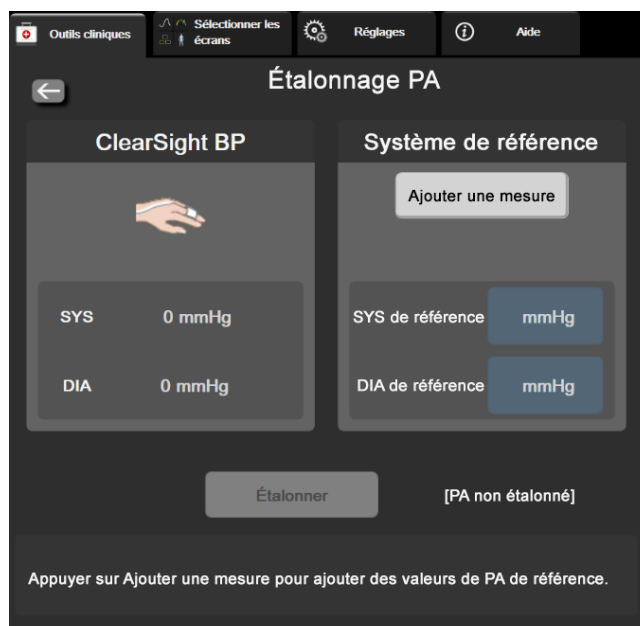 Outils cliniques
Sélectionner les
écrans
Réglages
Aide
Étalonnage PA
ClearSight BP
Système de référence
Ajouter une mesure
SYS 0 mmHg
SYS de référence mmHg
DIA 0 mmHg
DIA de référence mmHg
Étalonner
[PA non étalonné]
Appuyer sur Ajouter une mesure pour ajouter des valeurs de PA de référence.